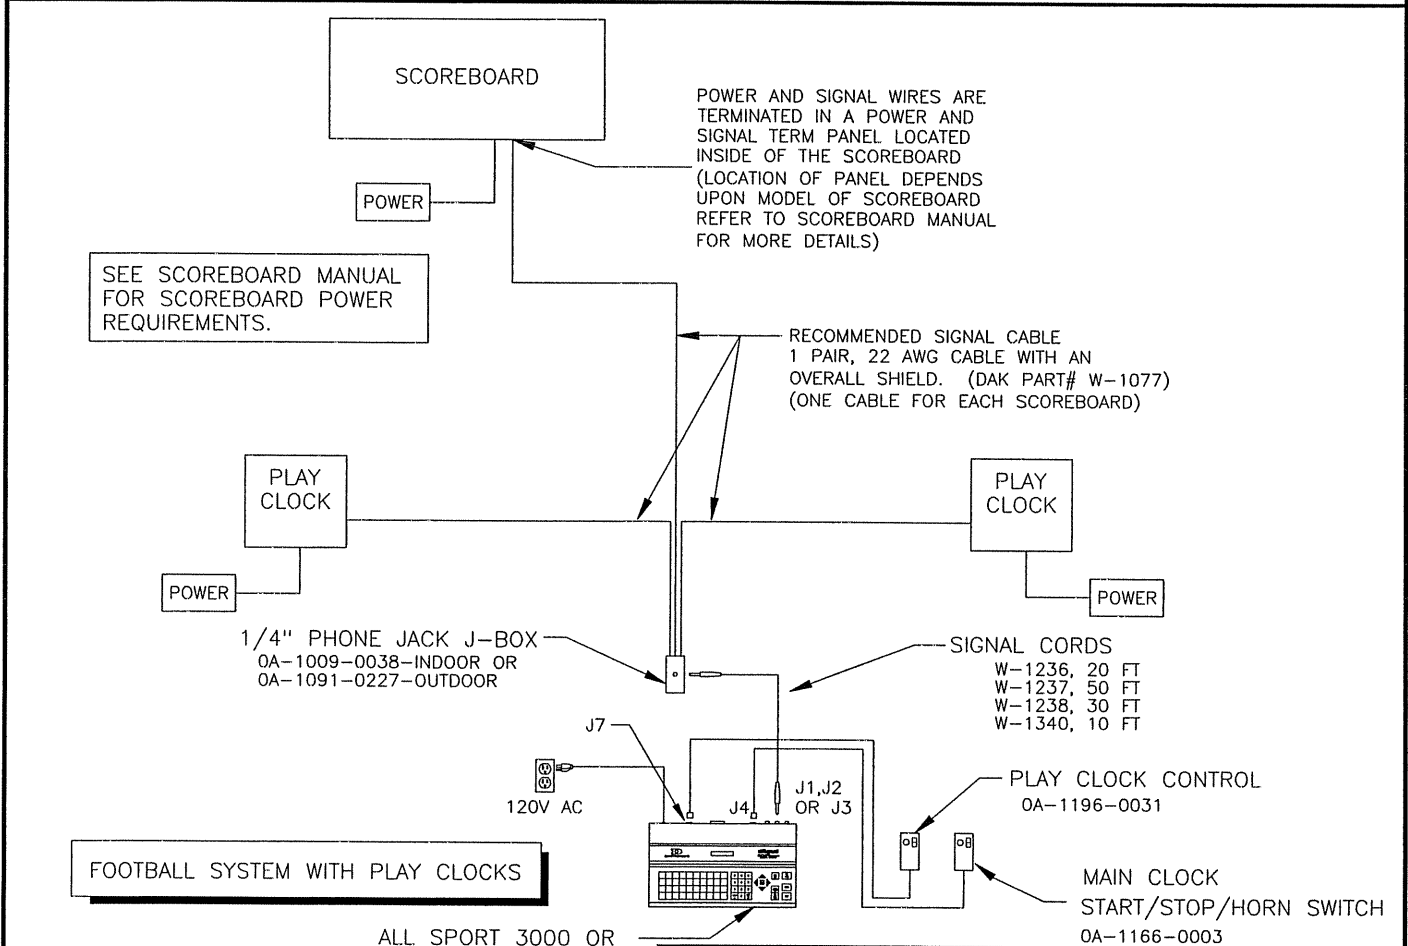 SCOREBOARD
POWER AND SIGNAL WIRES ARE
TERMINATED IN A POWER AND
SIGNAL TERM PANEL LOCATED
INSIDE OF THE SCOREBOARD
(LOCATION OF PANEL DEPENDS
UPON MODEL OF SCOREBOARD
REFER TO SCOREBOARD MANUAL
FOR MORE DETAILS)
POWER
SEE SCOREBOARD MANUAL
FOR SCOREBOARD POWER
REQUIREMENTS.
RECOMMENDED SIGNAL CABLE
1 PAIR, 22 AWG CABLE WITH AN
OVERALL SHIELD. (DAK PART# W-1077)
(ONE CABLE FOR EACH SCOREBOARD)
PLAY
CLOCK
PLAY
CLOCK
POWER
POWER
1/4" PHONE JACK J-BOX
0A-1009-0038-INDOOR OR
0A-1091-0227-OUTDOOR
SIGNAL CORDS
W-1236, 20 FT
W-1237, 50 FT
W-1238, 30 FT
W-1340, 10 FT
J7
120V AC
J4
J1,J2
OR J3
PLAY CLOCK CONTROL
0A-1196-0031
FOOTBALL SYSTEM WITH PLAY CLOCKS
MAIN CLOCK
START/STOP/HORN SWITCH
0A-1166-0003
ALL SPORT 3000 OR